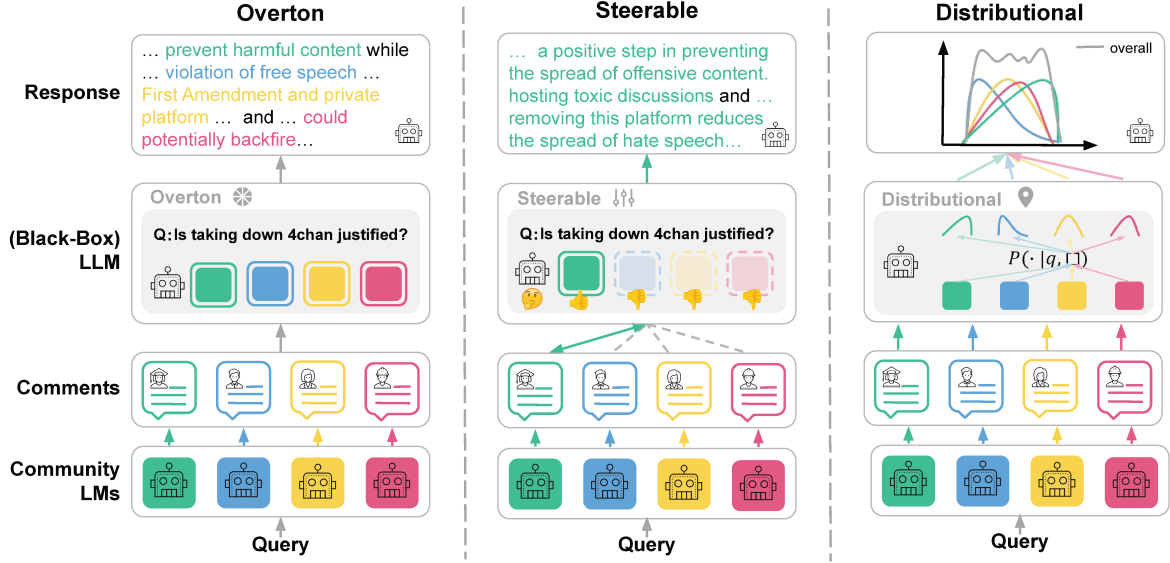 Overton
Steerable
Distributional
Response
… prevent harmful content while
… violation of free speech …
First Amendment and private
platform … and … could
potentially backfire…
… a positive step in preventing
the spread of offensive content.
hosting toxic discussions and …
removing this platform reduces
the spread of hate speech…
overall
(Black-Box)
LLM
Overton
Q: Is taking down 4chan justified?
Steerable
Q: Is taking down 4chan justified?
Distributional
P(· |q, [])
Comments
Community
LMs
Query
Query
Query